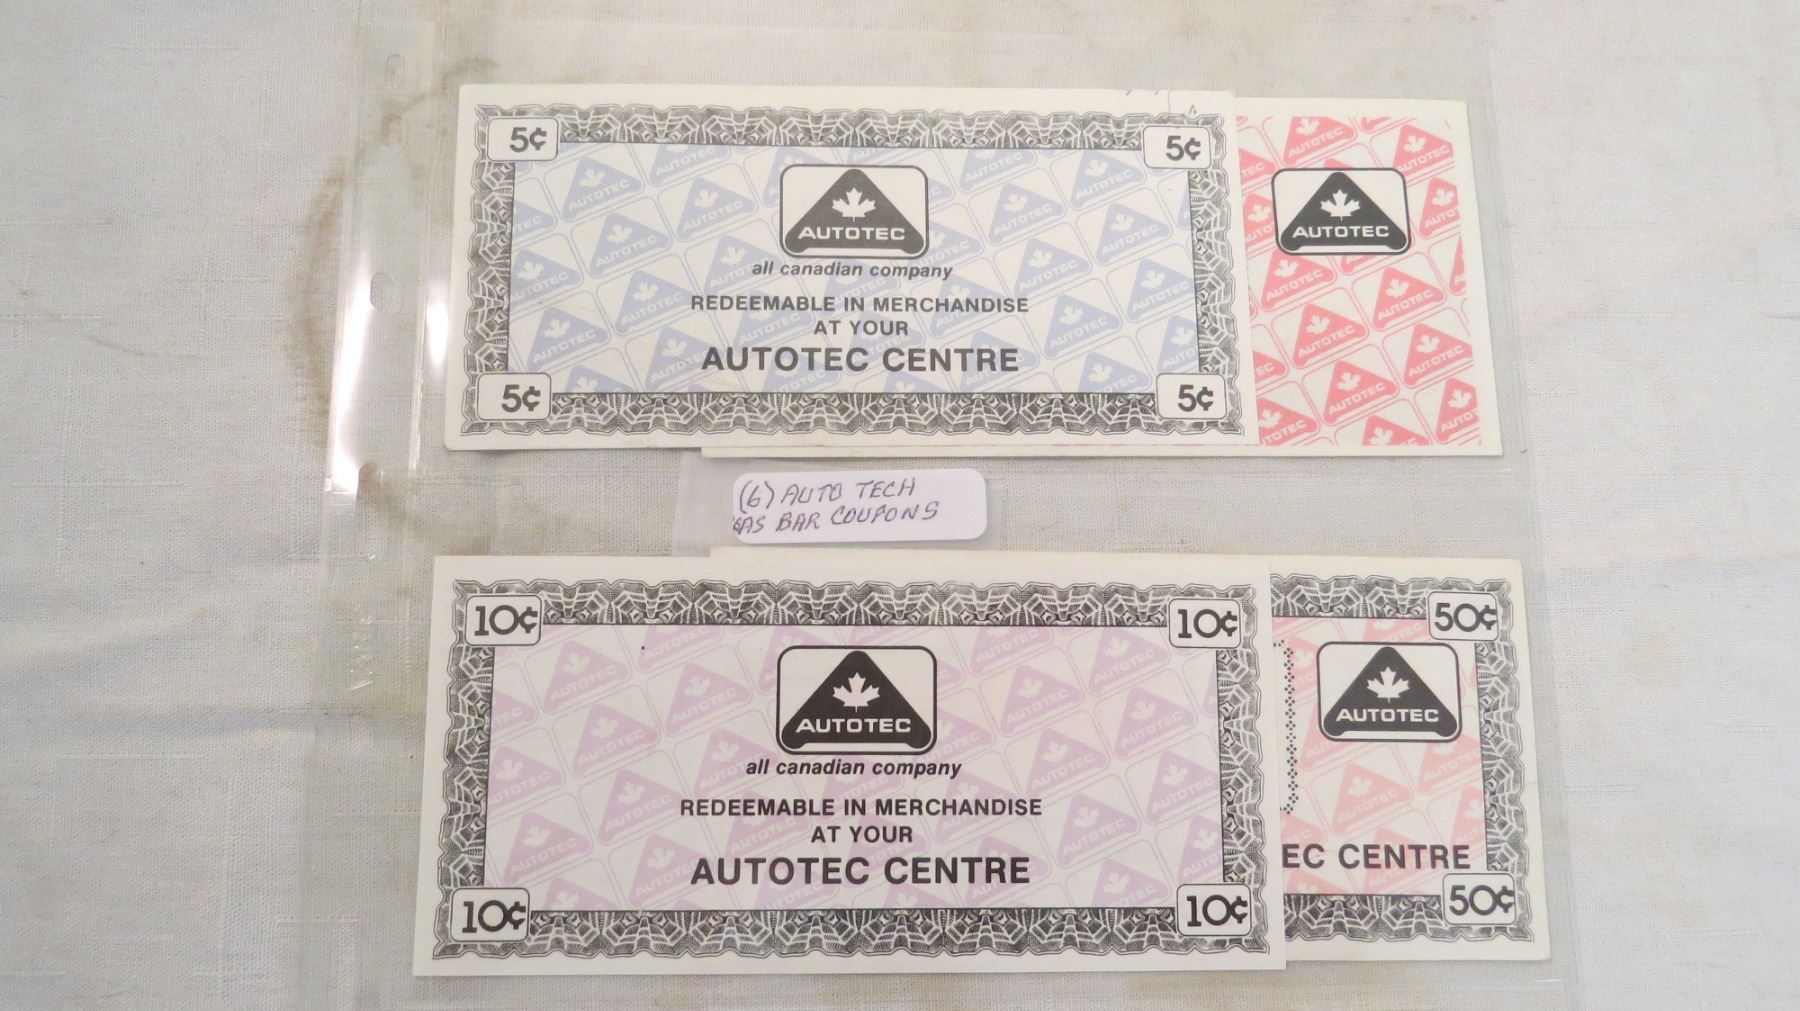 5¢ 5¢
AUTOTEC
all canadian company
REDEEMABLE IN MERCHANDISE
AT YOUR
AUTOTEC CENTRE
5¢ 5¢
AUTOTEC
(6) AUTO TECH
GAS BAR COUPONS
10¢ 10¢
AUTOTEC
all canadian company
REDEEMABLE IN MERCHANDISE
AT YOUR
AUTOTEC CENTRE
10¢ 10¢
50¢
AUTOTEC
EC CENTRE
50¢